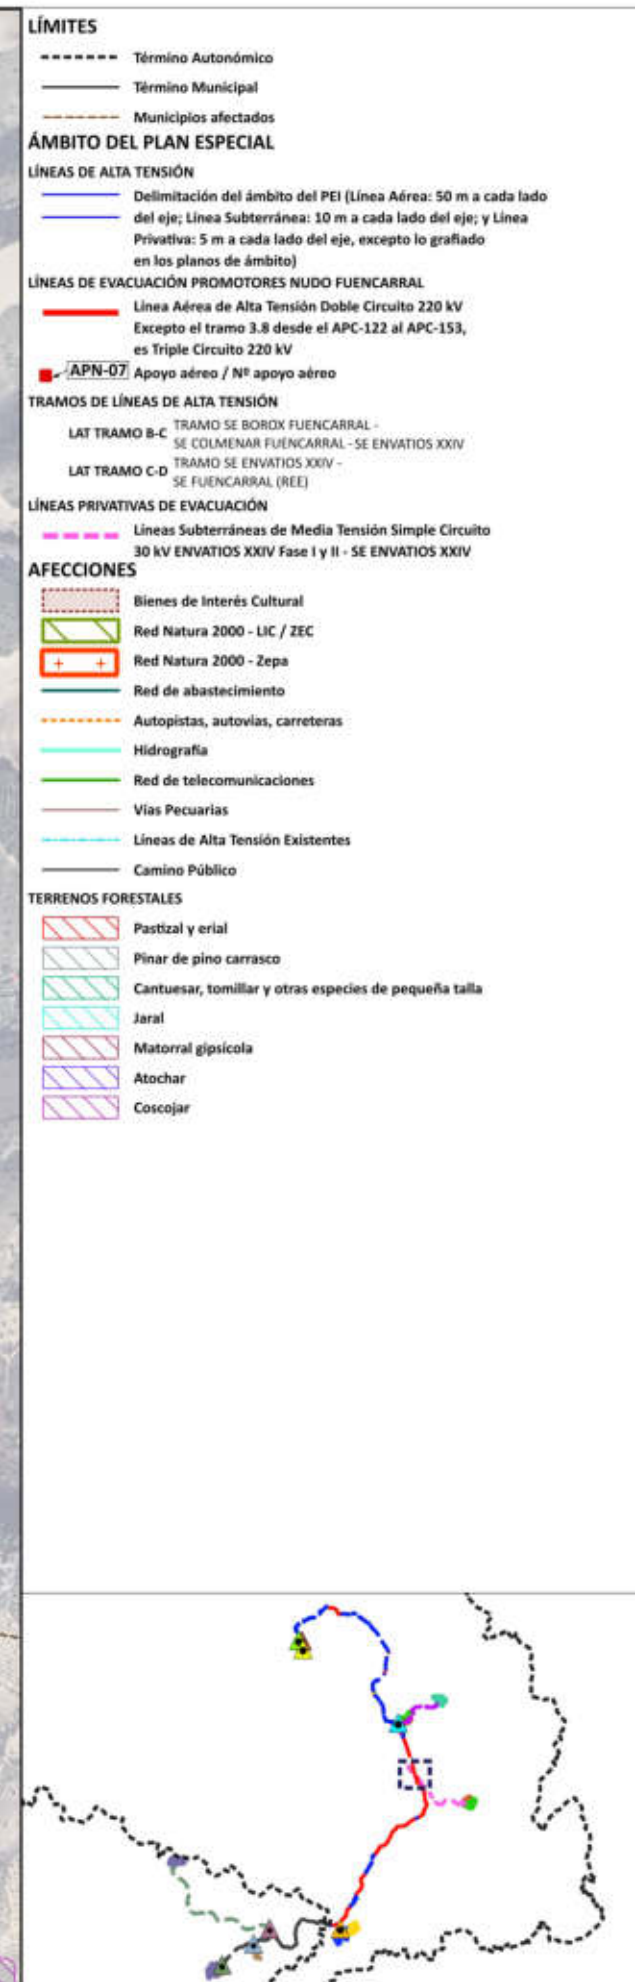 LÍMITES
Término Autonómico
Término Municipal
Municipios afectados
ÁMBITO DEL PLAN ESPECIAL
LÍNEAS DE ALTA TENSIÓN
Delimitación del ámbito del PEI (Línea Aérea: 50 m a cada lado
del eje; Línea Subterránea: 10 m a cada lado del eje; y Línea
Privativa: 5 m a cada lado del eje, excepto lo grafiado
en los planos de ámbito)
LÍNEAS DE EVACUACIÓN PROMOTORES NUDO FUENCARRAL
Línea Aérea de Alta Tensión Doble Circuito 220 kV
Excepto el tramo 3.8 desde el APC-122 al APC-153,
es Triple Circuito 220 kV
APN-07 Apoyo aéreo / Nº apoyo aéreo
TRAMOS DE LÍNEAS DE ALTA TENSIÓN
LAT TRAMO B-C TRAMO SE BOROX FUENCARRAL -
SE COLMENAR FUENCARRAL - SE ENVATIOS XXIV
LAT TRAMO C-D TRAMO SE ENVATIOS XXIV -
SE FUENCARRAL (REE)
LÍNEAS PRIVATIVAS DE EVACUACIÓN
Líneas Subterráneas de Media Tensión Simple Circuito
30 kV ENVATIOS XXIV Fase I y II - SE ENVATIOS XXIV
AFECCIONES
Bienes de Interés Cultural
Red Natura 2000 - LIC / ZEC
Red Natura 2000 - Zepa
Red de abastecimiento
Autopistas, autovías, carreteras
Hidrografía
Red de telecomunicaciones
Vías Pecuarias
Líneas de Alta Tensión Existentes
Camino Público
TERRENOS FORESTALES
Pastizal y erial
Pinar de pino carrasco
Cantuesar, tomillar y otras especies de pequeña talla
Jaral
Matorral gipsícola
Atochar
Coscojar